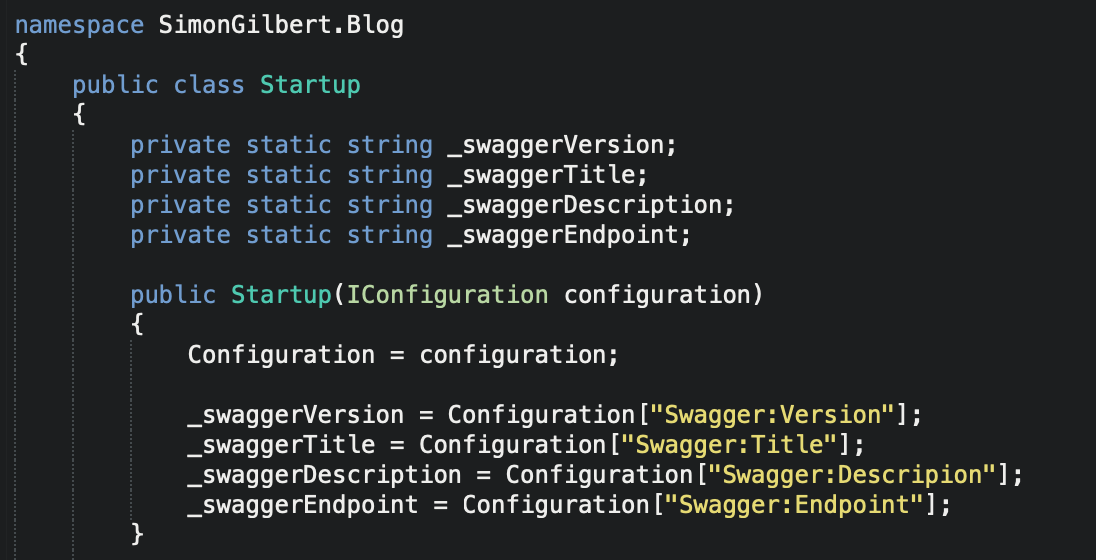 namespace SimonGilbert.Blog
{
public class Startup
{
private static string _swaggerVersion;
private static string _swaggerTitle;
private static string _swaggerDescription;
private static string _swaggerEndpoint;
public Startup(IConfiguration configuration)
{
Configuration = configuration;
_swaggerVersion = Configuration["Swagger:Version"];
_swaggerTitle = Configuration["Swagger:Title"];
_swaggerDescription = Configuration["Swagger:Descripion"];
_swaggerEndpoint = Configuration["Swagger:Endpoint"];
}